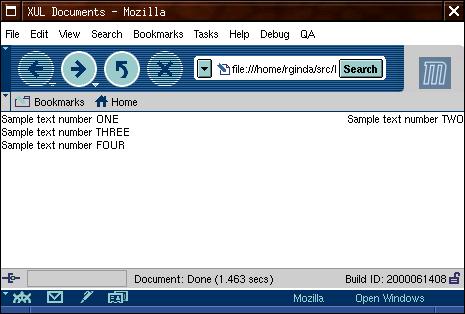 XUL Documents - Mozilla
File Edit View Search Bookmarks Tasks Help Debug QA
file:///home/rginda/src/l Search
Bookmarks Home
Sample text number ONE Sample text number TWO
Sample text number THREE
Sample text number FOUR
Document: Done (1.463 secs) Build ID: 2000061408
Mozilla Open Windows